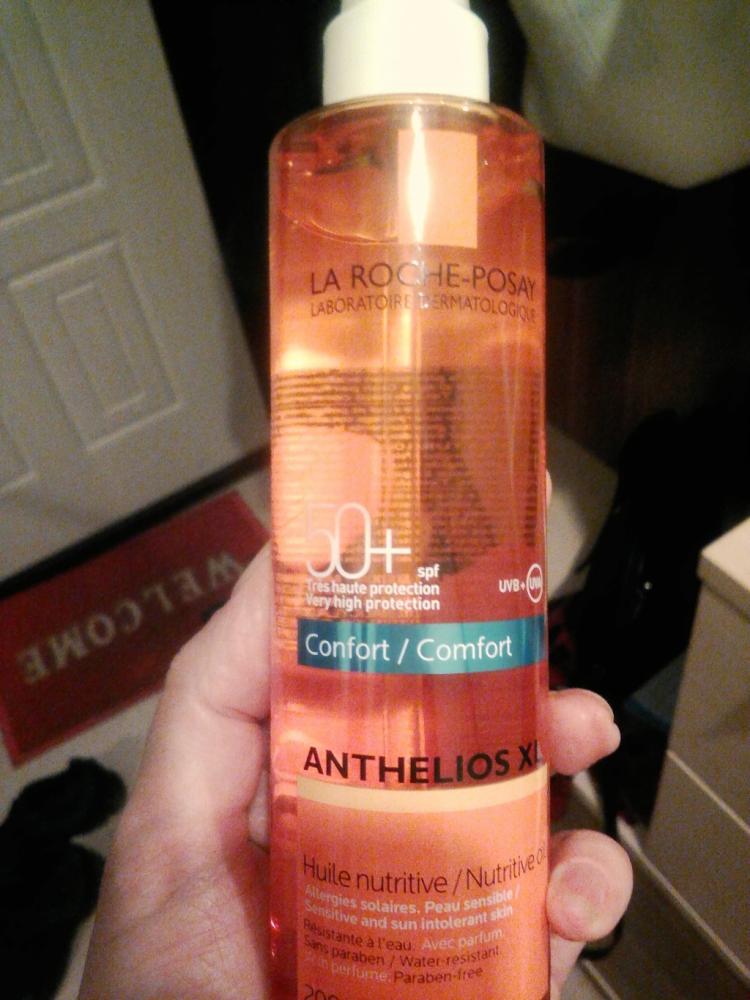 LA ROCHE-POSAY
LABORATOIRE DERMATOLOGIQUE
50+
spf
Très haute protection
Very high protection
UVB+ UVA
Confort / Comfort
ANTHELIOS XL
Huile nutritive / Nutritive
Allergies solaires. Peau sensible /
Sensitive and sun intolerant skin
Résistante à l'eau. Avec parfum.
Sans paraben / Water-resistant.
perfume. Paraben-free
WELCOME